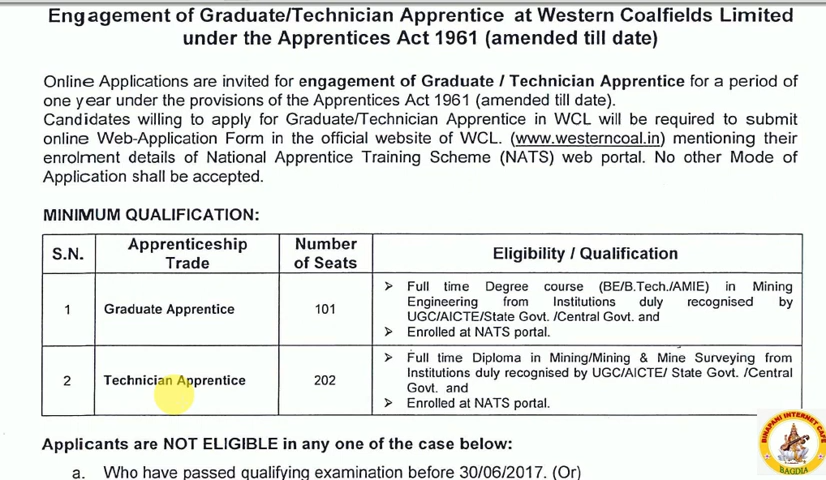 Engagement of Graduate/Technician Apprentice at Western Coalfields Limited
under the Apprentices Act 1961 (amended till date)
Online Applications are invited for engagement of Graduate / Technician Apprentice for a period of
one year under the provisions of the Apprentices Act 1961 (amended till date).
Candidates willing to apply for Graduate/Technician Apprentice in WCL will be required to submit
online Web-Application Form in the official website of WCL. (www.westerncoal.in) mentioning their
enrolment details of National Apprentice Training Scheme (NATS) web portal. No other Mode of
Application shall be accepted.
MINIMUM QUALIFICATION:
S.N. Apprenticeship Trade Number of Seats Eligibility / Qualification
1 Graduate Apprentice 101
➢ Full time Degree course (BE/B.Tech./AMIE) in Mining
Engineering from Institutions duly recognised by
UGC/AICTE/State Govt. /Central Govt. and
➢ Enrolled at NATS portal.
2 Technician Apprentice 202
➢ Full time Diploma in Mining/Mining & Mine Surveying from
Institutions duly recognised by UGC/AICTE/ State Govt. /Central
Govt. and
➢ Enrolled at NATS portal.
Applicants are NOT ELIGIBLE in any one of the case below:
a. Who have passed qualifying examination before 30/06/2017. (Or)
BINAPANI INTERNET CAFE
BAGDIA